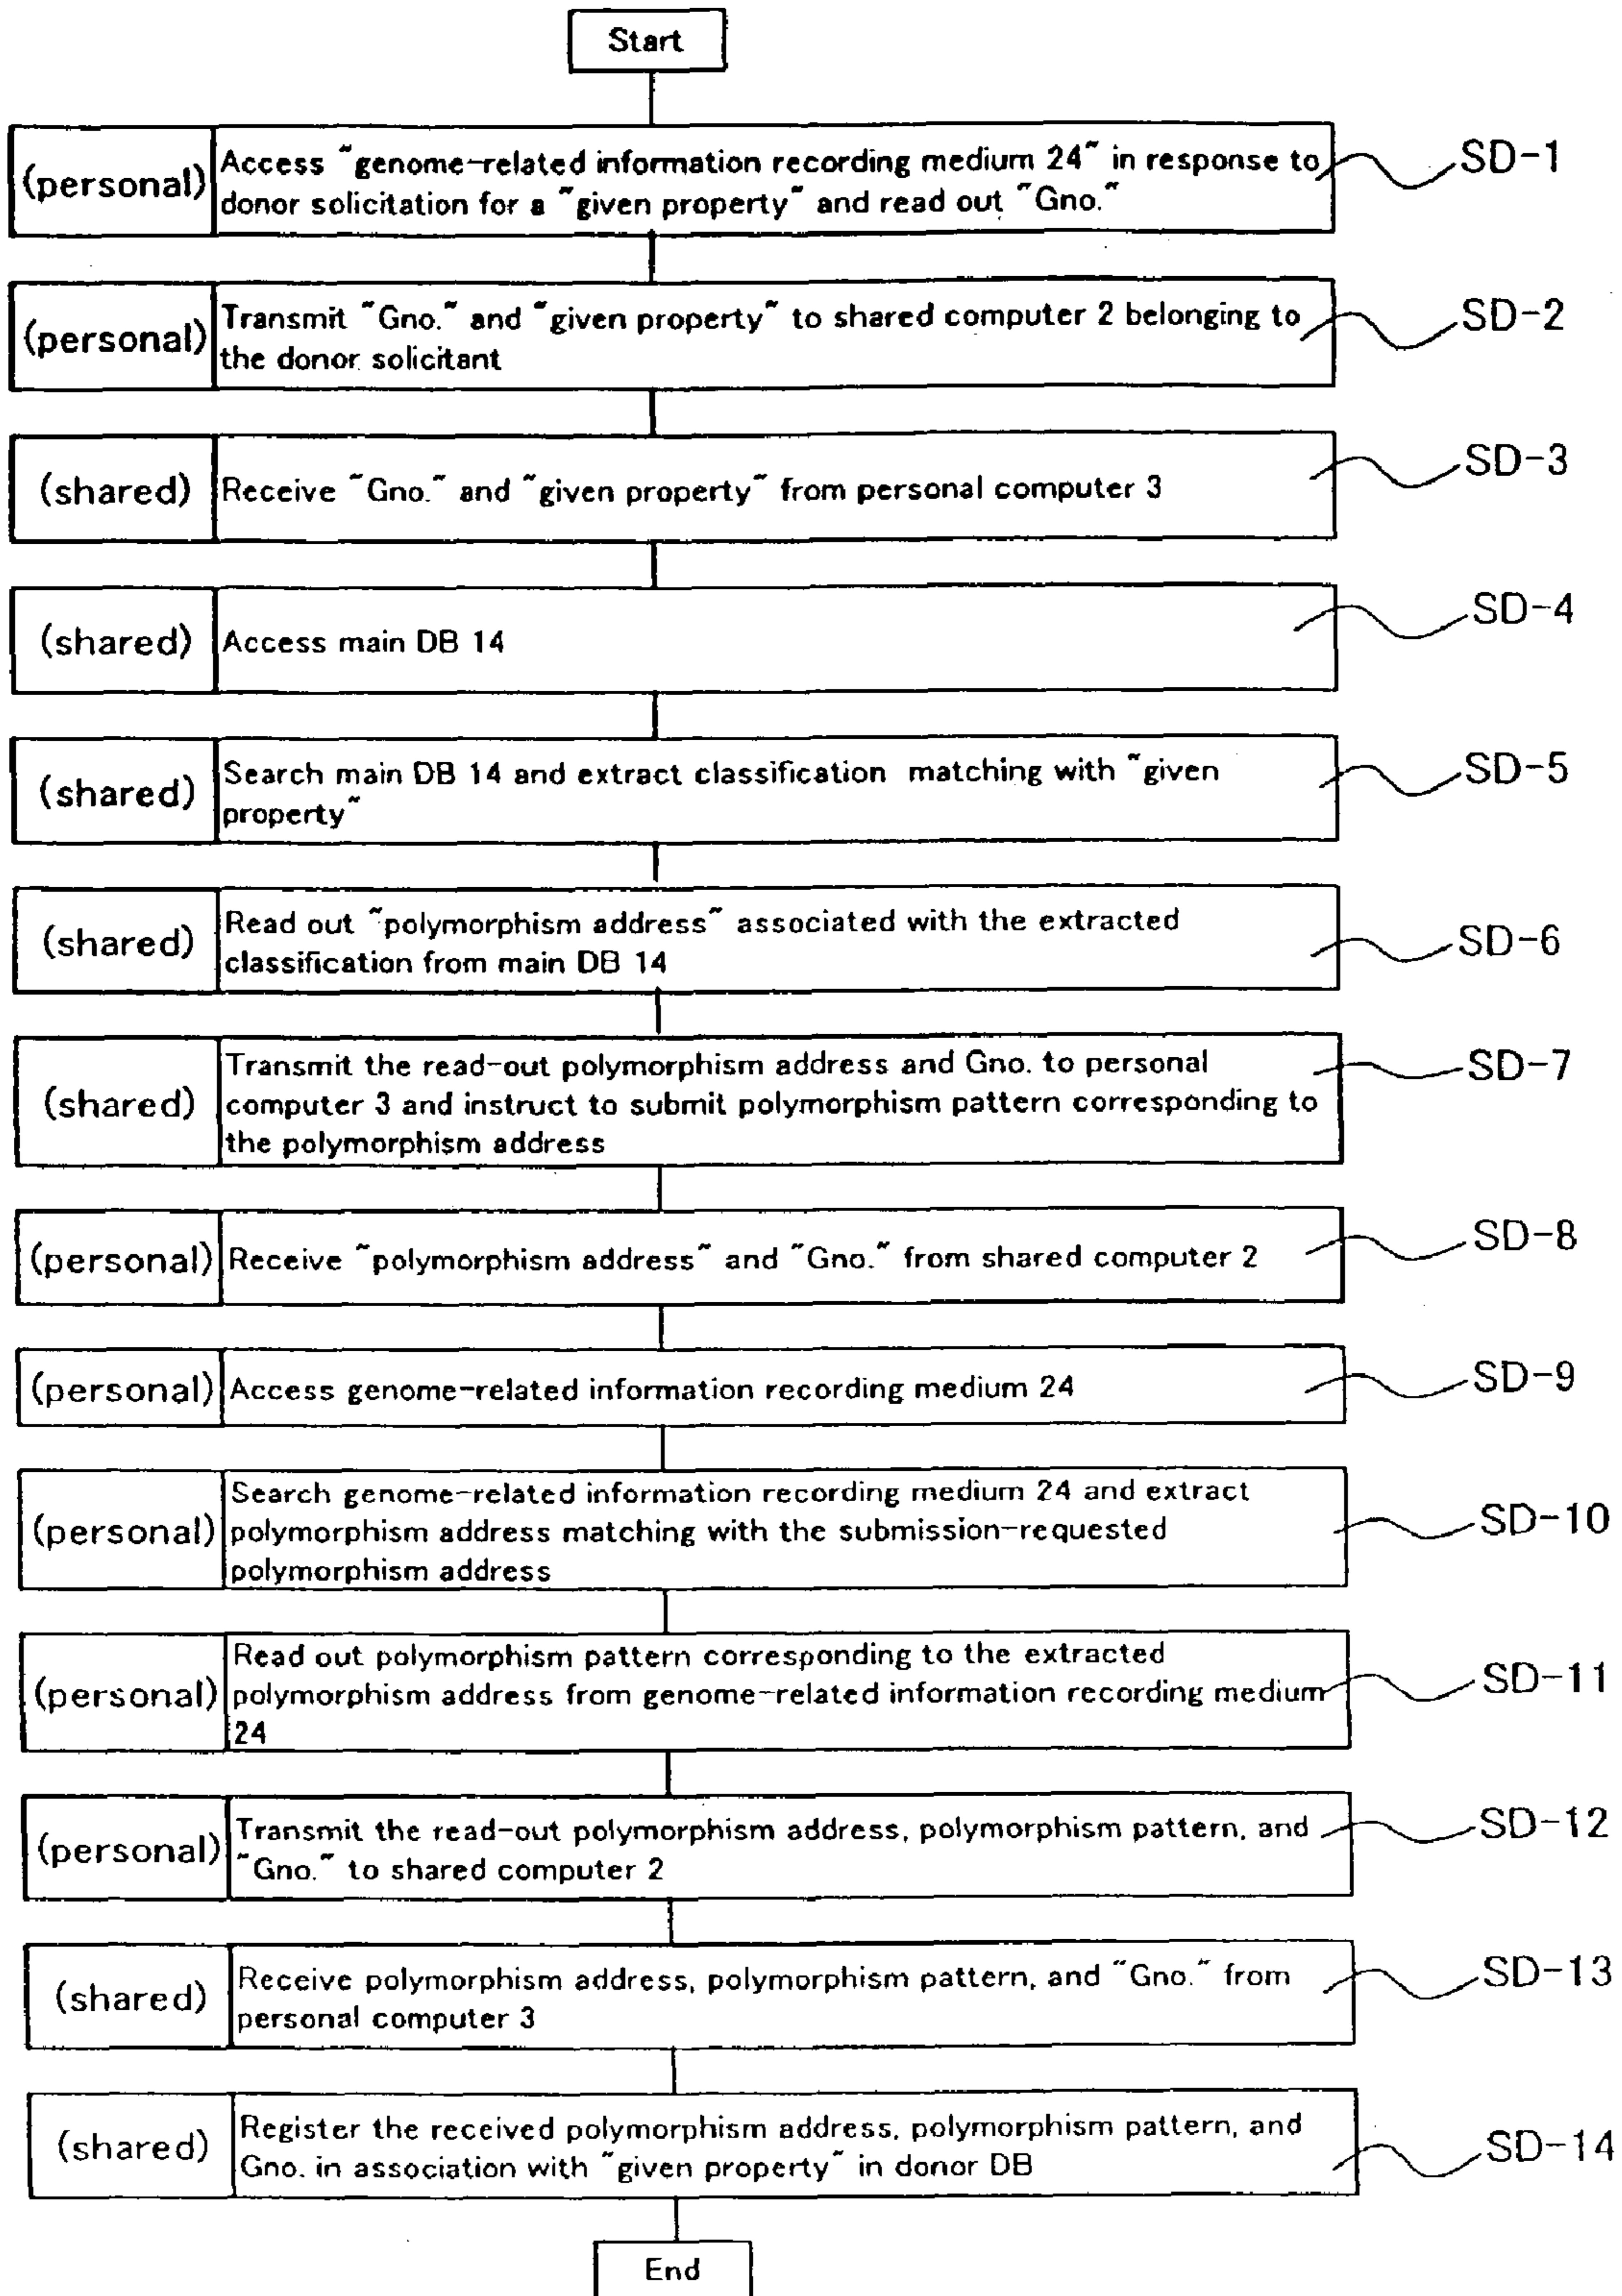 Start
(personal)
Access "genome-related information recording medium 24" in response to
donor solicitation for a "given property" and read out "Gno."
SD-1
(personal)
Transmit "Gno." and "given property" to shared computer 2 belonging to
the donor solicitant
SD-2
(shared)
Receive "Gno." and "given property" from personal computer 3
SD-3
(shared)
Access main DB 14
SD-4
(shared)
Search main DB 14 and extract classification matching with "given
property"
SD-5
(shared)
Read out "polymorphism address" associated with the extracted
classification from main DB 14
SD-6
(shared)
Transmit the read-out polymorphism address and Gno. to personal
computer 3 and instruct to submit polymorphism pattern corresponding to
the polymorphism address
SD-7
(personal)
Receive "polymorphism address" and "Gno." from shared computer 2
SD-8
(personal)
Access genome-related information recording medium 24
SD-9
(personal)
Search genome-related information recording medium 24 and extract
polymorphism address matching with the submission-requested
polymorphism address
SD-10
(personal)
Read out polymorphism pattern corresponding to the extracted
polymorphism address from genome-related information recording medium
24
SD-11
(personal)
Transmit the read-out polymorphism address, polymorphism pattern, and
"Gno." to shared computer 2
SD-12
(shared)
Receive polymorphism address, polymorphism pattern, and "Gno." from
personal computer 3
SD-13
(shared)
Register the received polymorphism address, polymorphism pattern, and
Gno. in association with "given property" in donor DB
SD-14
End